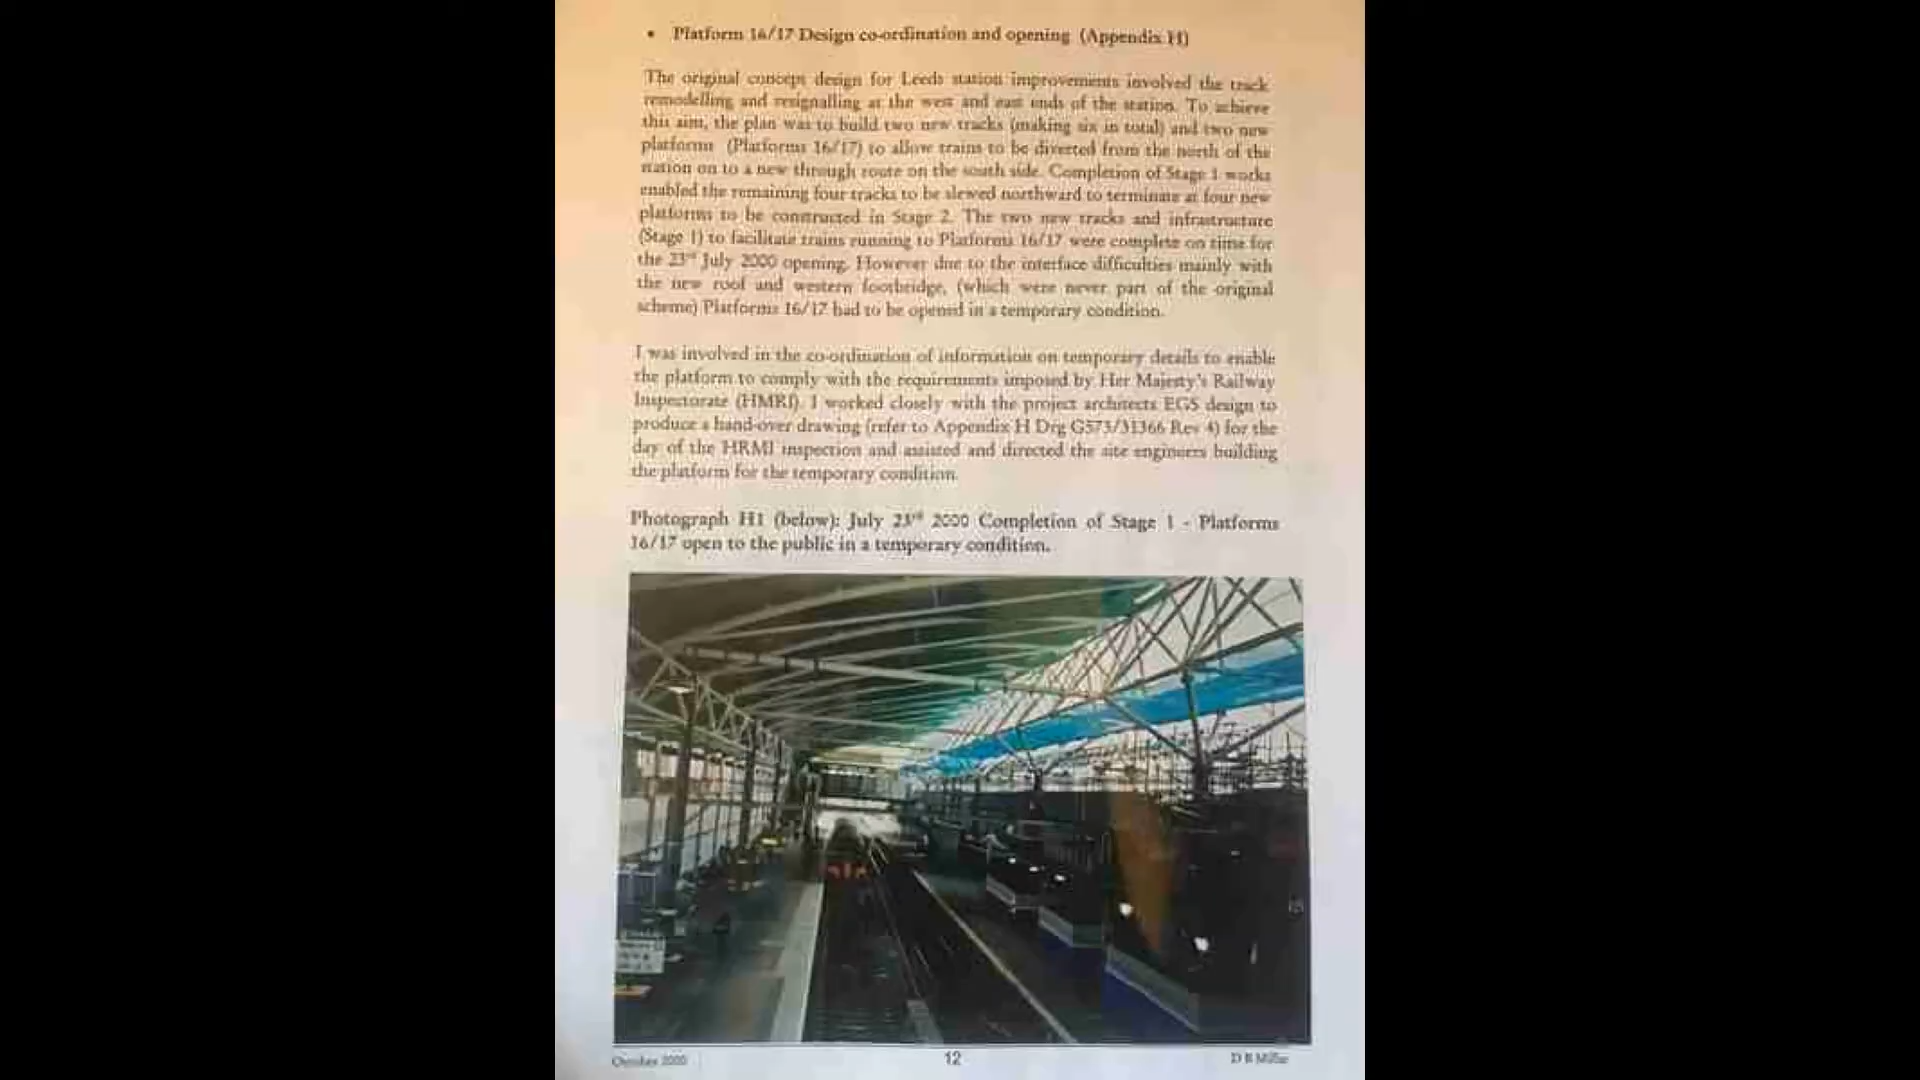 • Platform 16/17 Design co-ordination and opening (Appendix H)
The original concept design for Leeds station improvements involved the track
remodelling and resignalling at the west and east ends of the station. To achieve
this aim, the plan was to build two new tracks (making six in total) and two new
platforms (Platforms 16/17) to allow trains to be diverted from the north of the
station on to a new through route on the south side. Completion of Stage 1 works
enabled the remaining four tracks to be slewed northward to terminate at four new
platforms to be constructed in Stage 2. The two new tracks and infrastructure
(Stage 1) to facilitate trains running to Platforms 16/17 were complete on time for
the 23rd July 2000 opening. However due to the interface difficulties mainly with
the new roof and western footbridge, (which were never part of the original
scheme) Platforms 16/17 had to be opened in a temporary condition.
I was involved in the co-ordination of information on temporary details to enable
the platform to comply with the requirements imposed by Her Majesty's Railway
Inspectorate (HMRI). I worked closely with the project architects EGS design to
produce a hand-over drawing (refer to Appendix H Drg G573/31366 Rev 4) for the
day of the HRMI inspection and assisted and directed the site engineers building
the platform for the temporary condition.
Photograph H1 (below): July 23rd 2000 Completion of Stage 1 - Platforms
16/17 open to the public in a temporary condition.
October 2000 12 D B Millar